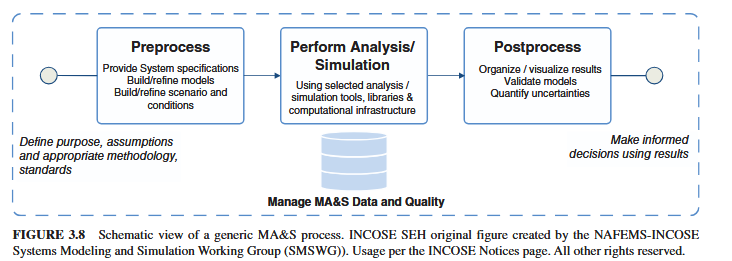 Preprocess
Provide System specifications
Build/refine models
Build/refine scenario and
conditions
Perform Analysis/
Simulation
Using selected analysis /
simulation tools, libraries &
computational infrastructure
Postprocess
Organize / visualize results
Validate models
Quantify uncertainties
Define purpose, assumptions
and appropriate methodology,
standards
Make informed
decisions using results
Manage MA&S Data and Quality
FIGURE 3.8 Schematic view of a generic MA&S process. INCOSE SEH original figure created by the NAFEMS-INCOSE
Systems Modeling and Simulation Working Group (SMSWG)). Usage per the INCOSE Notices page. All other rights reserved.